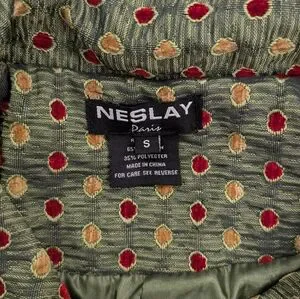 NESLAY
Paris
S
35% POLYESTER
MADE IN CHINA
FOR CARE SEE REVERSE